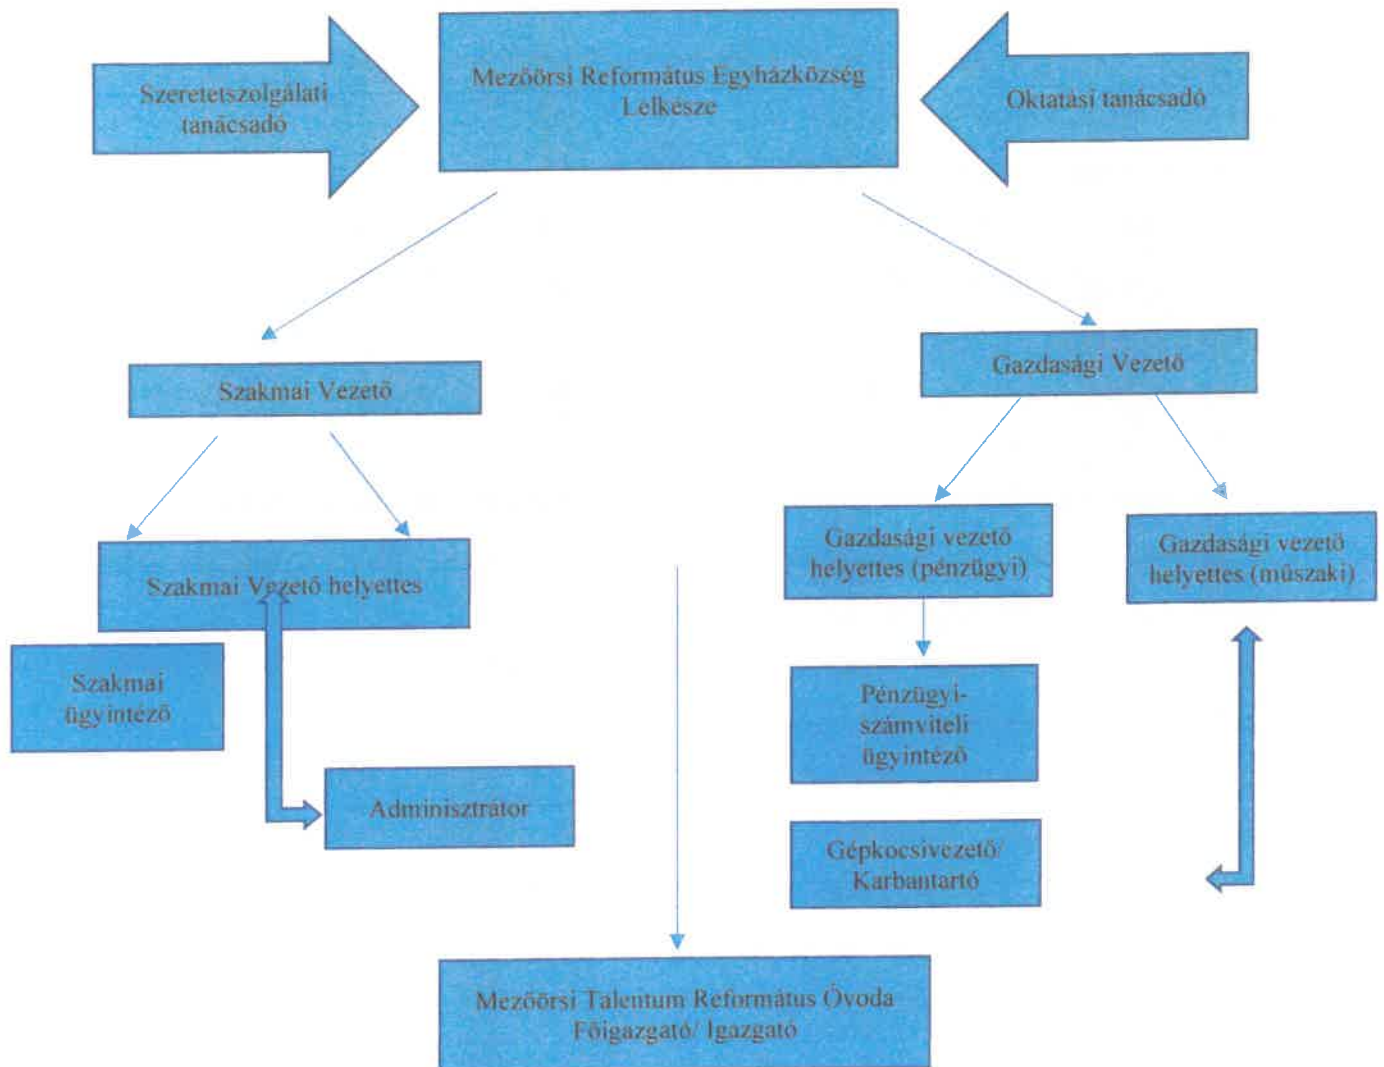 Szeretetszolgálati
tanácsadó
Mezőörsi Református Egyházközség
Lelkésze
Oktatási tanácsadó
Szakmai Vezető
Gazdasági Vezető
Szakmai Vezető helyettes
Gazdasági vezető
helyettes (pénzügyi)
Gazdasági vezető
helyettes (műszaki)
Szakmai
ügyintéző
Pénzügyi-
számviteli
ügyintéző
Adminisztrátor
Gépkocsivezető/
Karbantartó
Mezőörsi Talentum Református Óvoda
Főigazgató/ Igazgató